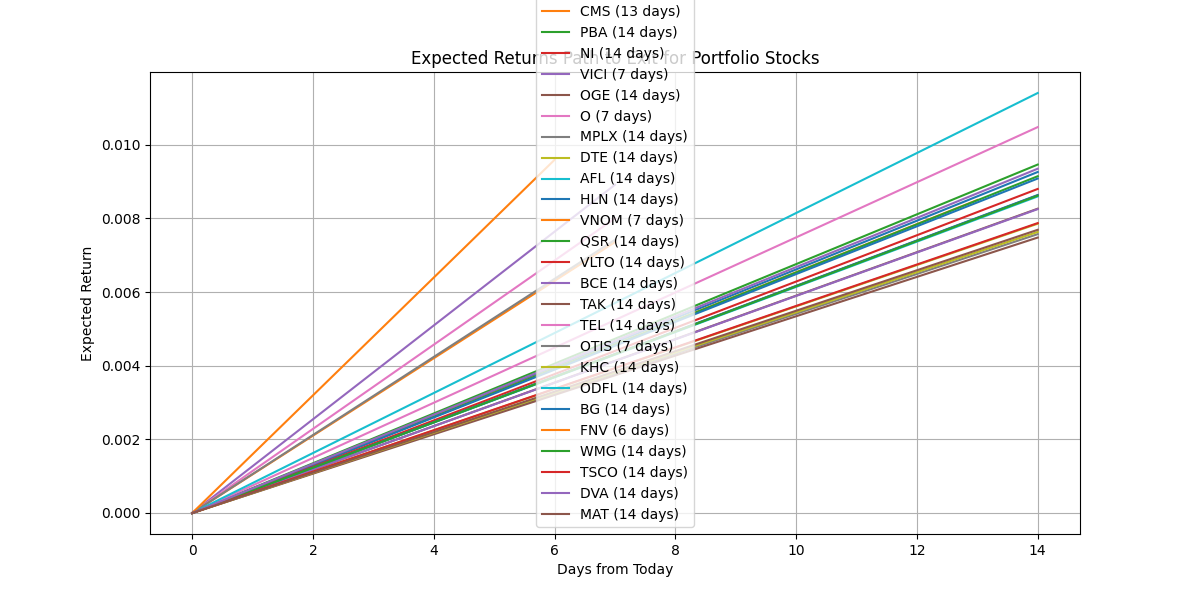 CMS (13 days)
PBA (14 days)
NI (14 days)
Expected Returns Path to Exit for Portfolio Stocks
VICI (7 days)
OGE (14 days)
O (7 days)
MPLX (14 days)
DTE (14 days)
AFL (14 days)
HLN (14 days)
VNOM (7 days)
QSR (14 days)
VLTO (14 days)
BCE (14 days)
TAK (14 days)
TEL (14 days)
OTIS (7 days)
KHC (14 days)
ODFL (14 days)
BG (14 days)
FNV (6 days)
WMG (14 days)
TSCO (14 days)
DVA (14 days)
MAT (14 days)
0.010
0.008
0.006
0.004
0.002
0.000
Expected Return
0 2 4 6 8 10 12 14
Days from Today